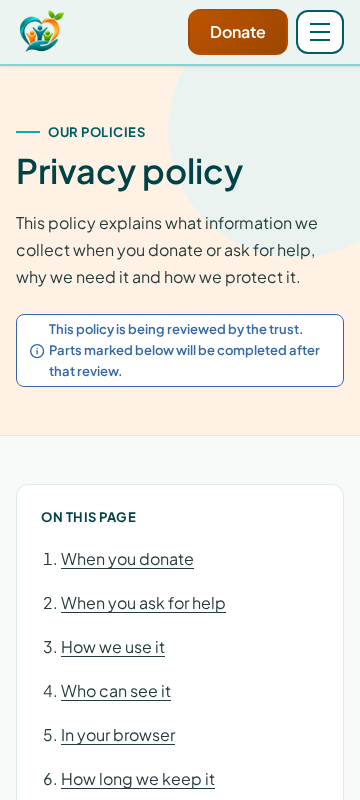 Donate
OUR POLICIES
Privacy policy
This policy explains what information we
collect when you donate or ask for help,
why we need it and how we protect it.
This policy is being reviewed by the trust.
Parts marked below will be completed after
that review.
ON THIS PAGE
1. When you donate
2. When you ask for help
3. How we use it
4. Who can see it
5. In your browser
6. How long we keep it